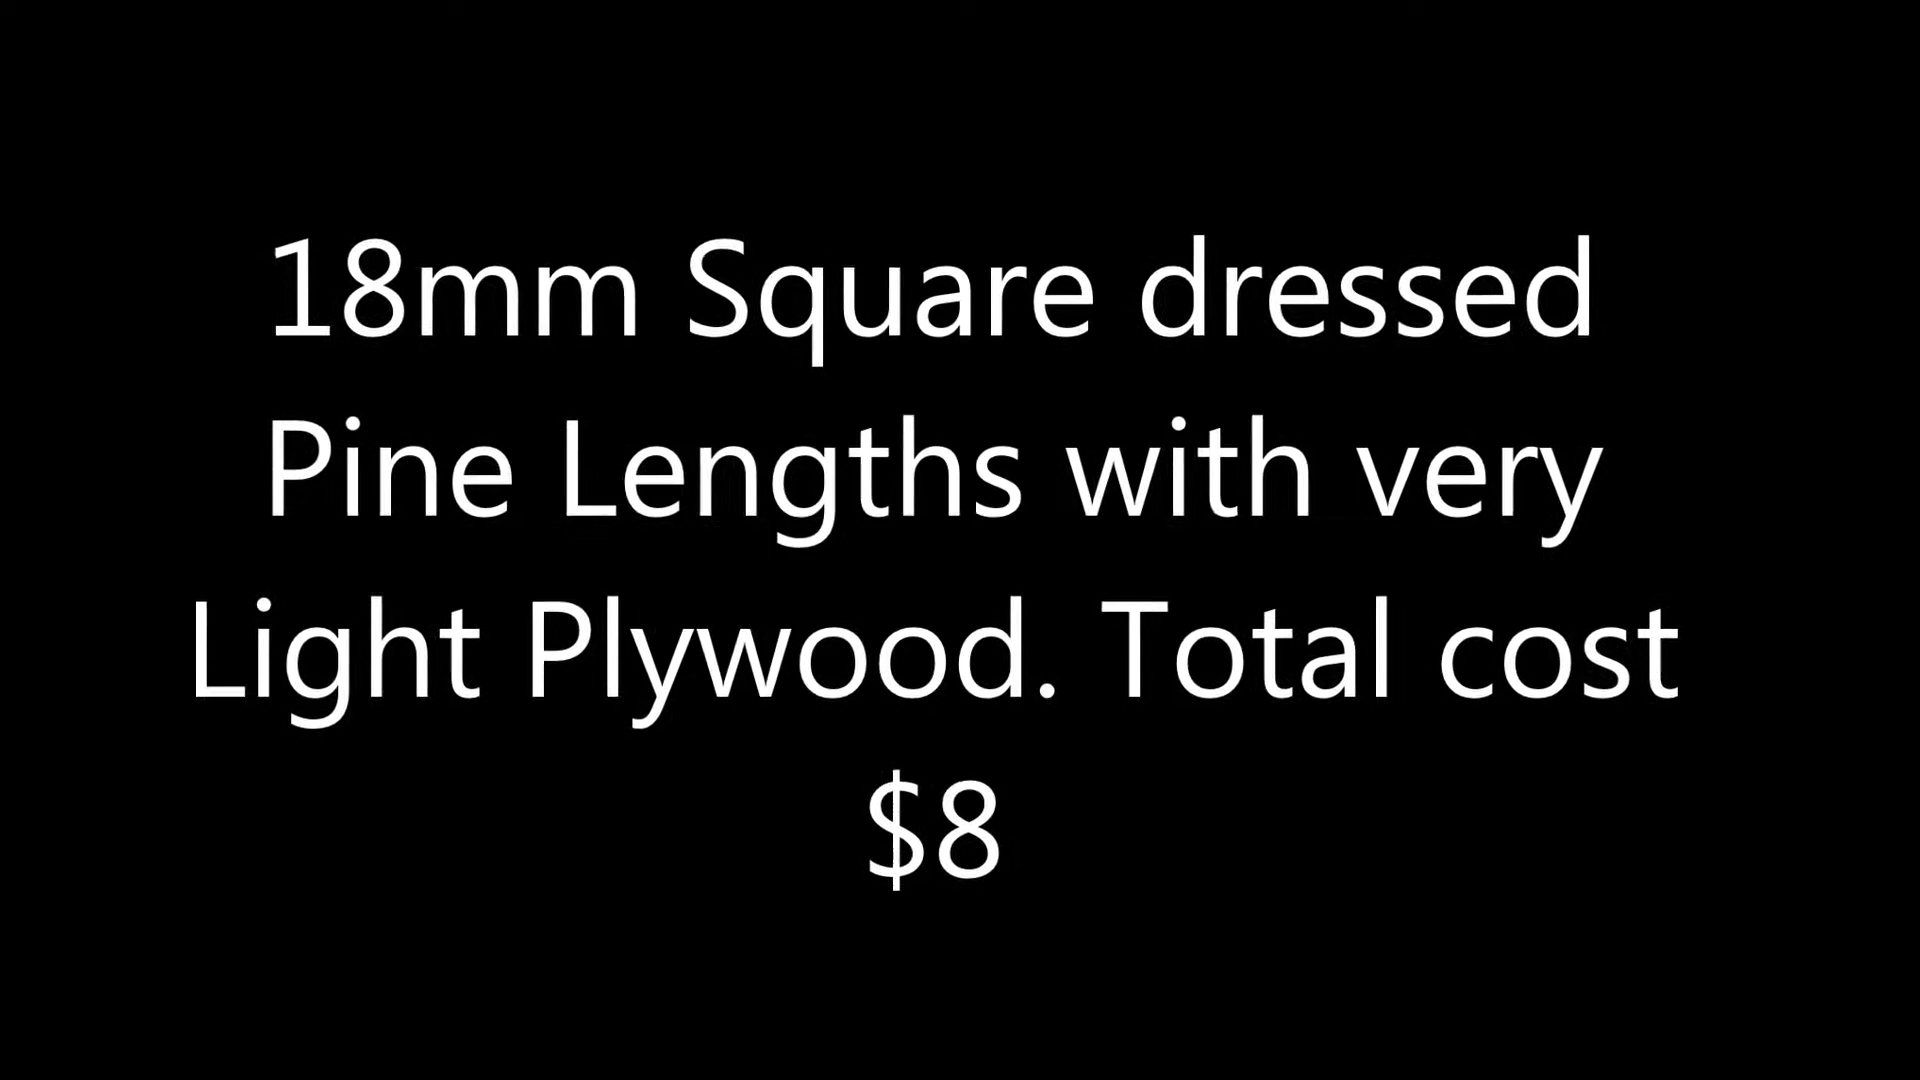 18mm Square dressed
Pine Lengths with very
Light Plywood. Total cost
$8